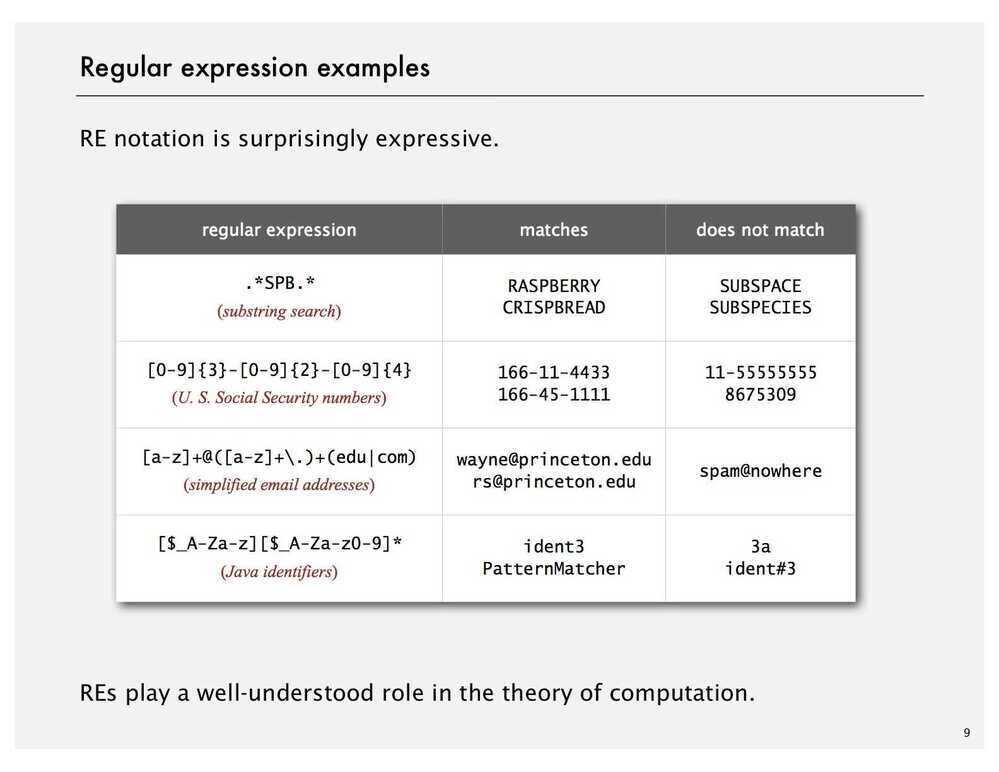 Regular expression examples
RE notation is surprisingly expressive.
regular expression matches does not match
.*SPB.*
(substring search)
RASPBERRY
CRISPBREAD
SUBSPACE
SUBSPECIES
[0-9]{3}-[0-9]{2}-[0-9]{4}
(U. S. Social Security numbers)
166-11-4433
166-45-1111
11-55555555
8675309
[a-z]+@([a-z]+\.)+(edu|com)
(simplified email addresses)
wayne@princeton.edu
rs@princeton.edu
spam@nowhere
[$_A-Za-z][$_A-Za-z0-9]*
(Java identifiers)
ident3
PatternMatcher
3a
ident#3
REs play a well-understood role in the theory of computation.
9